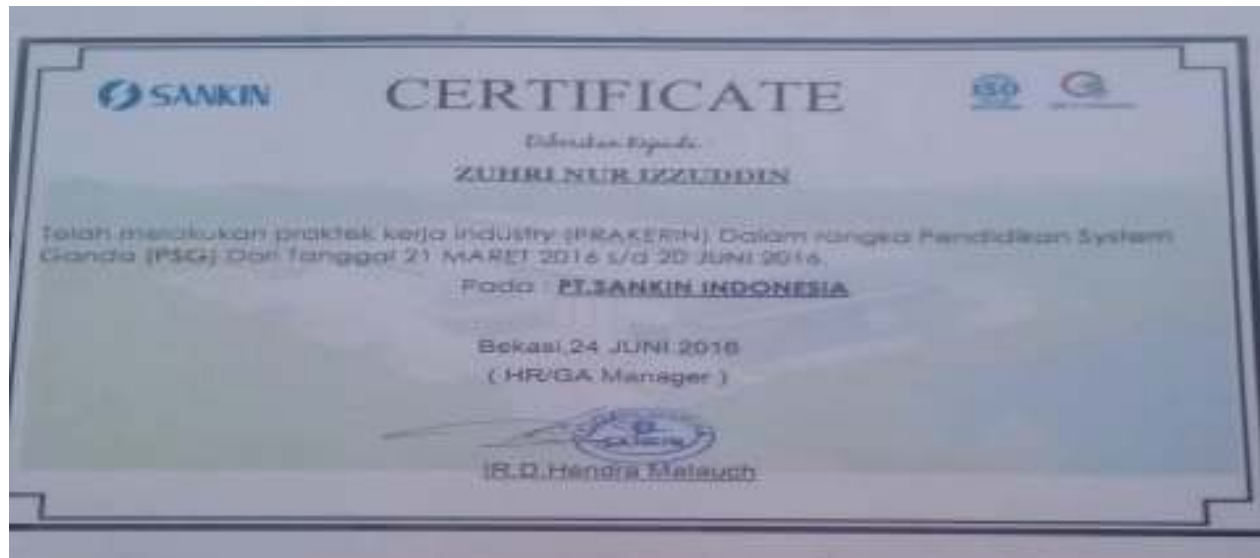 SANKIN
CERTIFICATE
ISO
Diberikan Kepada
ZUHRI NUR IZZUDDIN
Telah melakukan praktek kerja industry (PRAKERIN) Dalam rangka Pendidikan System
Ganda (PSG) Dari Tanggal 21 MARET 2016 s/d 20 JUNI 2016.
Pada : PT.SANKIN INDONESIA
Bekasi,24 JUNI 2016
( HR/GA Manager )
SANKIN
IR.D.Hendra